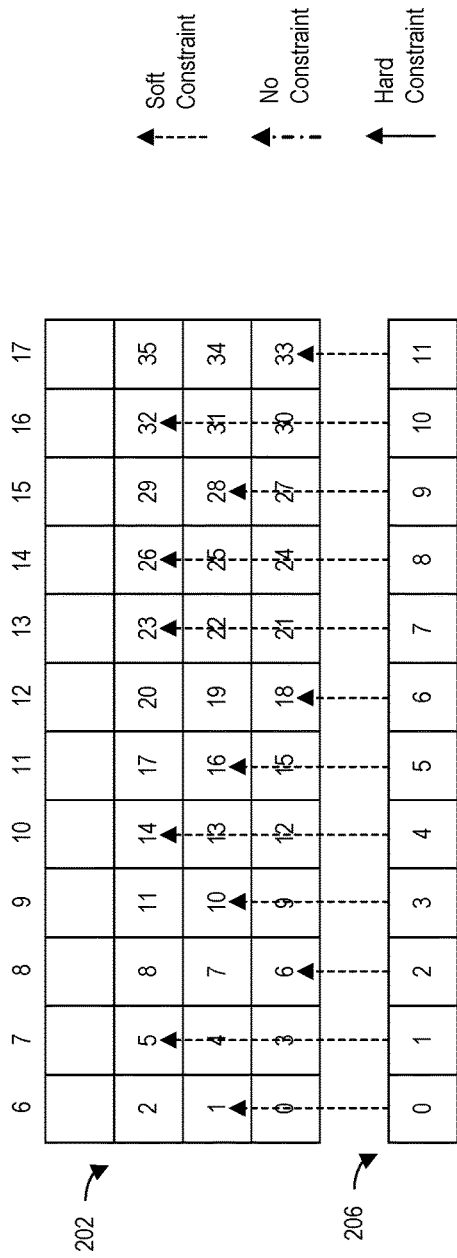 6 7 8 9 10 11 12 13 14 15 16 17
202
2 5 8 11 14 17 20 23 26 29 32 35
1 4 7 10 13 16 19 22 25 28 31 34
0 3 6 9 12 15 18 21 24 27 30 33
206
0 1 2 3 4 5 6 7 8 9 10 11
Soft
Constraint
No
Constraint
Hard
Constraint